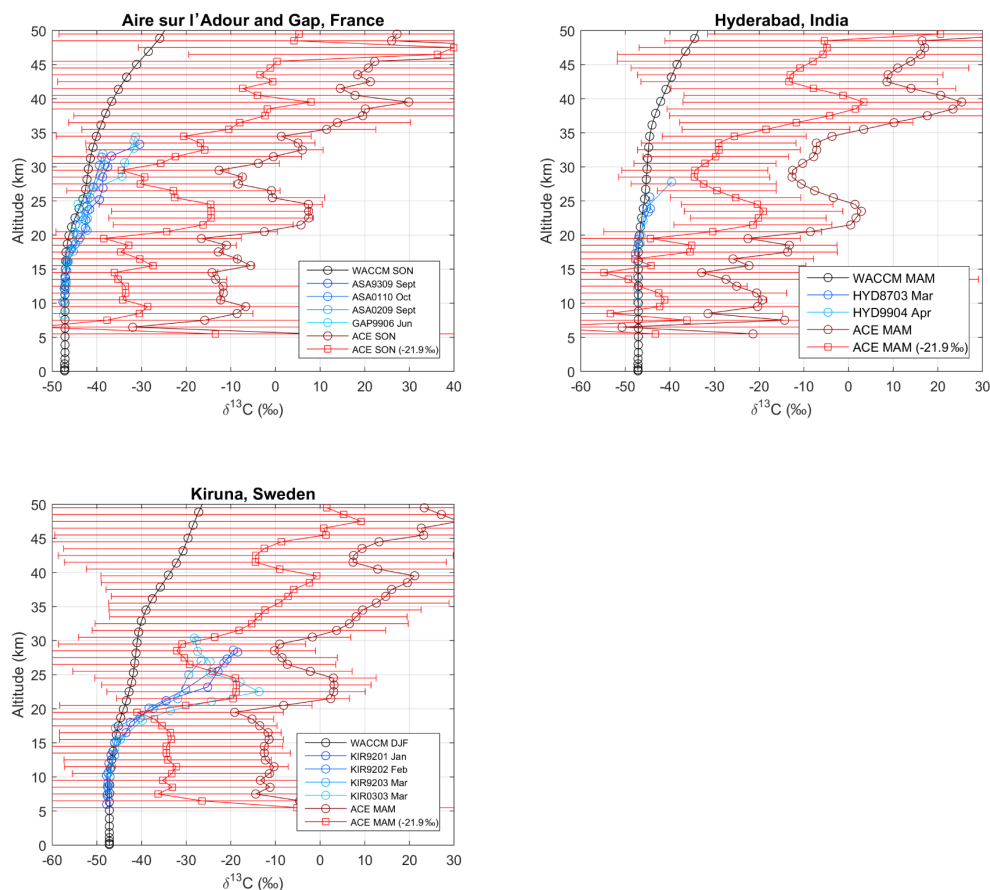 Aire sur l'Adour and Gap, France
50
45
40
35
30
25
20
15
10
5
0
Altitude (km)
-60 -50 -40 -30 -20 -10 0 10 20 30 40
δ¹³C (‰)
WACCM SON
ASA9309 Sept
ASA0110 Oct
ASA0209 Sept
GAP9906 Jun
ACE SON
ACE SON (-21.9‰)
Hyderabad, India
50
45
40
35
30
25
20
15
10
5
0
Altitude (km)
-60 -50 -40 -30 -20 -10 0 10 20 30
δ¹³C (‰)
WACCM MAM
HYD8703 Mar
HYD9904 Apr
ACE MAM
ACE MAM (-21.9‰)
Kiruna, Sweden
50
45
40
35
30
25
20
15
10
5
0
Altitude (km)
-60 -50 -40 -30 -20 -10 0 10 20 30
δ¹³C (‰)
WACCM DJF
KIR9201 Jan
KIR9202 Feb
KIR9203 Mar
KIR0303 Mar
ACE MAM
ACE MAM (-21.9‰)